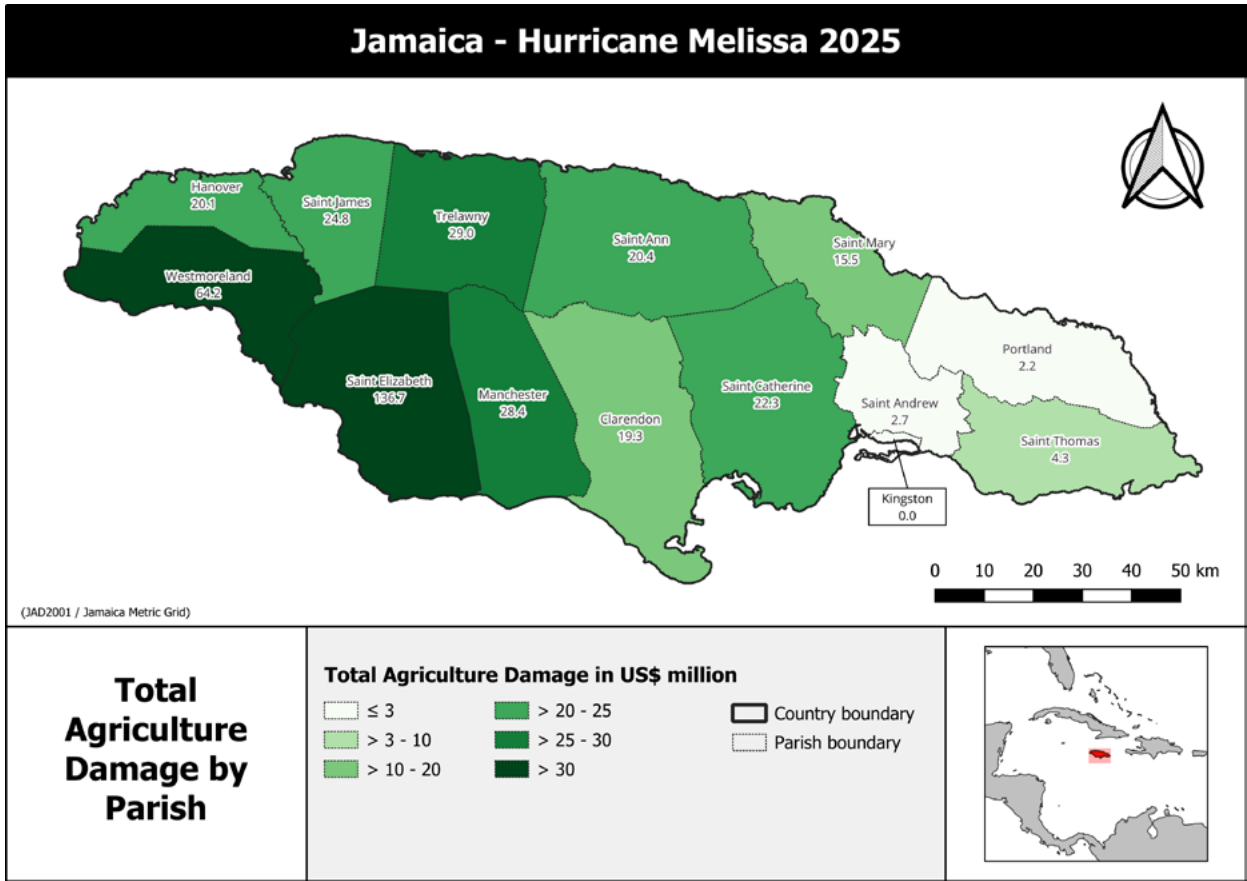 Jamaica - Hurricane Melissa 2025
Hanover
20.1
Saint James
24.8
Trelawny
29.0
Saint Ann
20.4
Saint Mary
15.5
Westmoreland
64.2
Saint Elizabeth
136.7
Manchester
28.4
Clarendon
19.3
Saint Catherine
22.3
Saint Andrew
2.7
Portland
2.2
Saint Thomas
4.3
Kingston
0.0
0 10 20 30 40 50 km
(JAD2001 / Jamaica Metric Grid)
Total
Agriculture
Damage by
Parish
Total Agriculture Damage in US$ million
≤ 3
> 3 - 10
> 10 - 20
> 20 - 25
> 25 - 30
> 30
Country boundary
Parish boundary